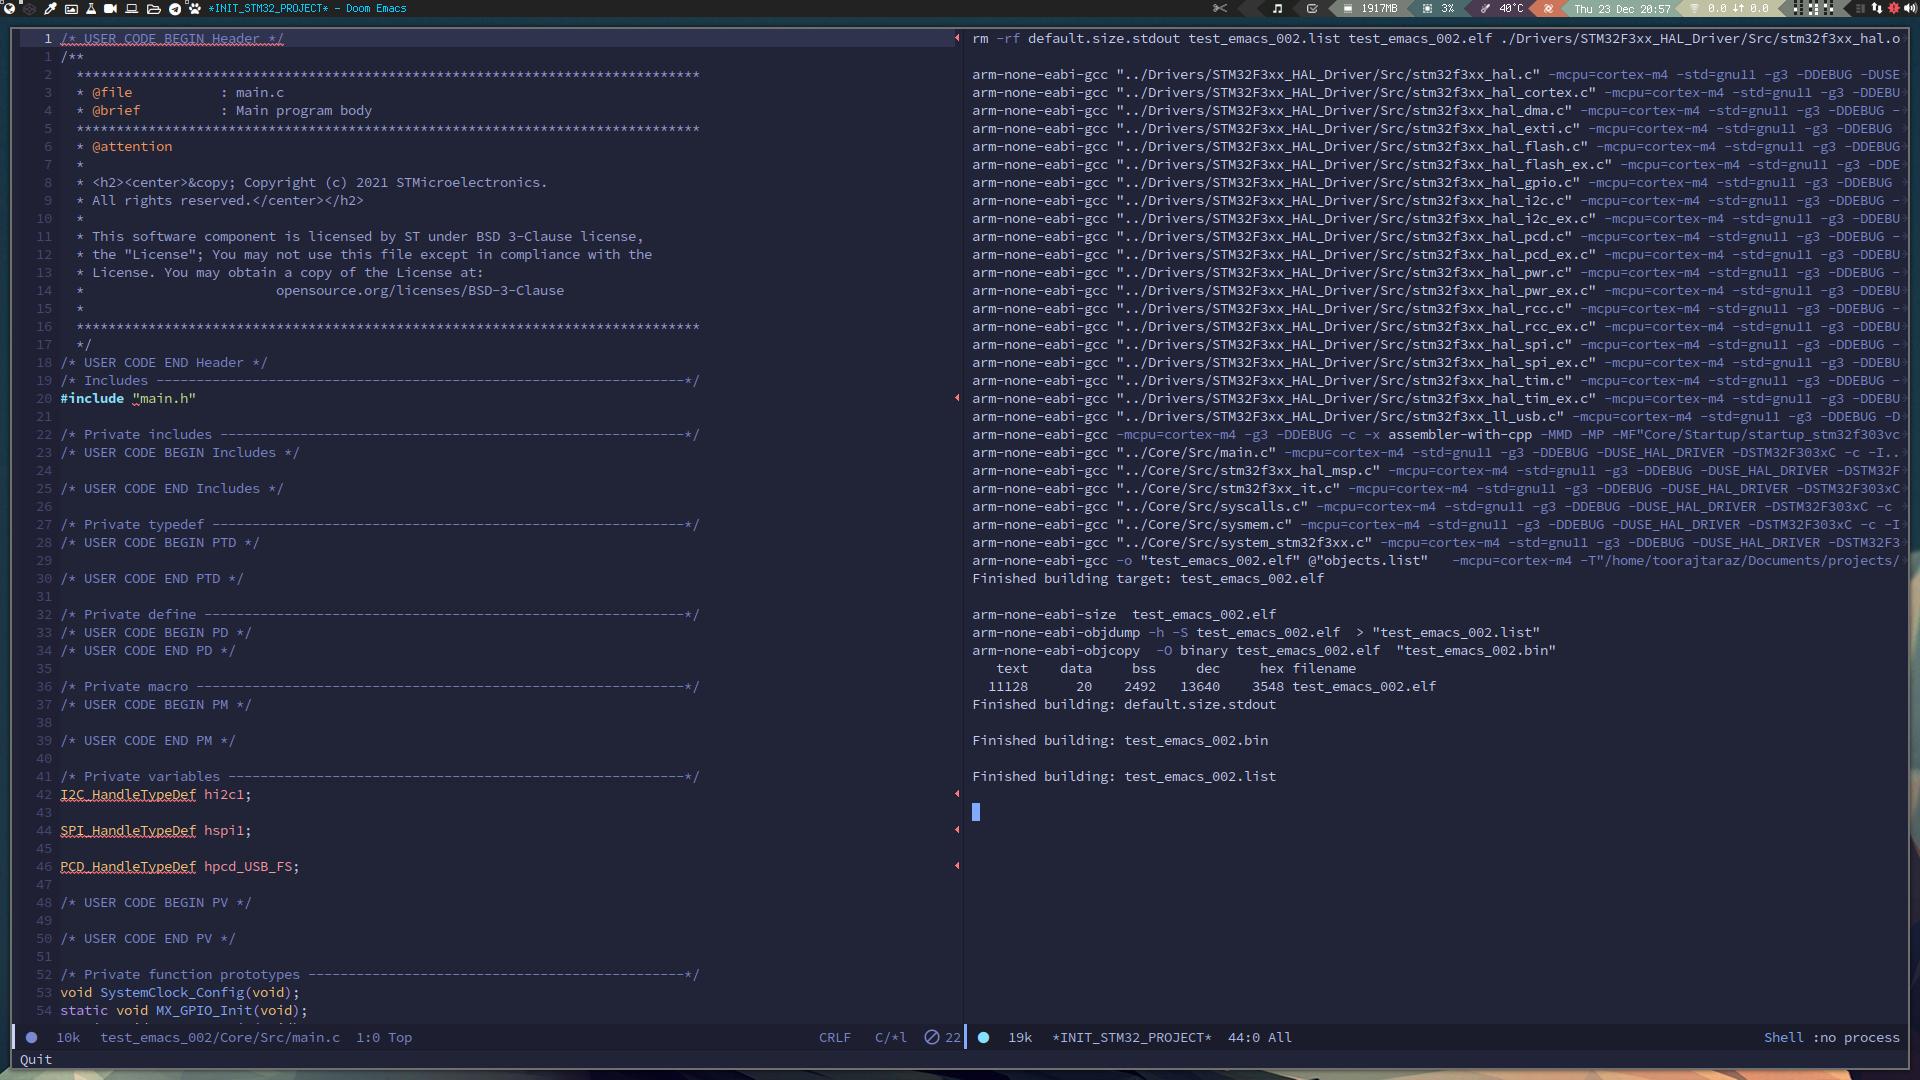 *INIT_STM32_PROJECT* - Doom Emacs
1917MB
3%
40°C
Thu 23 Dec 20:57
0.0 ↓↑ 0.0
1 /* USER CODE BEGIN Header */
1 /**
2 ******************************************************************************
3 * @file : main.c
4 * @brief : Main program body
5 ******************************************************************************
6 * @attention
7 *
8 * <h2><center>&copy; Copyright (c) 2021 STMicroelectronics.
9 * All rights reserved.</center></h2>
10 *
11 * This software component is licensed by ST under BSD 3-Clause license,
12 * the "License"; You may not use this file except in compliance with the
13 * License. You may obtain a copy of the License at:
14 * opensource.org/licenses/BSD-3-Clause
15 *
16 ******************************************************************************
17 */
18 /* USER CODE END Header */
19 /* Includes ------------------------------------------------------------------*/
20 #include "main.h"
21
22 /* Private includes ----------------------------------------------------------*/
23 /* USER CODE BEGIN Includes */
24
25 /* USER CODE END Includes */
26
27 /* Private typedef -----------------------------------------------------------*/
28 /* USER CODE BEGIN PTD */
29
30 /* USER CODE END PTD */
31
32 /* Private define ------------------------------------------------------------*/
33 /* USER CODE BEGIN PD */
34 /* USER CODE END PD */
35
36 /* Private macro -------------------------------------------------------------*/
37 /* USER CODE BEGIN PM */
38
39 /* USER CODE END PM */
40
41 /* Private variables ---------------------------------------------------------*/
42 I2C_HandleTypeDef hi2c1;
43
44 SPI_HandleTypeDef hspi1;
45
46 PCD_HandleTypeDef hpcd_USB_FS;
47
48 /* USER CODE BEGIN PV */
49
50 /* USER CODE END PV */
51
52 /* Private function prototypes -----------------------------------------------*/
53 void SystemClock_Config(void);
54 static void MX_GPIO_Init(void);
10k test_emacs_002/Core/Src/main.c 1:0 Top CRLF C/*l 22
Quit
rm -rf default.size.stdout test_emacs_002.list test_emacs_002.elf ./Drivers/STM32F3xx_HAL_Driver/Src/stm32f3xx_hal.o
arm-none-eabi-gcc "../Drivers/STM32F3xx_HAL_Driver/Src/stm32f3xx_hal.c" -mcpu=cortex-m4 -std=gnu11 -g3 -DDEBUG -DUSE
arm-none-eabi-gcc "../Drivers/STM32F3xx_HAL_Driver/Src/stm32f3xx_hal_cortex.c" -mcpu=cortex-m4 -std=gnu11 -g3 -DDEBU
arm-none-eabi-gcc "../Drivers/STM32F3xx_HAL_Driver/Src/stm32f3xx_hal_dma.c" -mcpu=cortex-m4 -std=gnu11 -g3 -DDEBUG -
arm-none-eabi-gcc "../Drivers/STM32F3xx_HAL_Driver/Src/stm32f3xx_hal_exti.c" -mcpu=cortex-m4 -std=gnu11 -g3 -DDEBUG
arm-none-eabi-gcc "../Drivers/STM32F3xx_HAL_Driver/Src/stm32f3xx_hal_flash.c" -mcpu=cortex-m4 -std=gnu11 -g3 -DDEBUG
arm-none-eabi-gcc "../Drivers/STM32F3xx_HAL_Driver/Src/stm32f3xx_hal_flash_ex.c" -mcpu=cortex-m4 -std=gnu11 -g3 -DDE
arm-none-eabi-gcc "../Drivers/STM32F3xx_HAL_Driver/Src/stm32f3xx_hal_gpio.c" -mcpu=cortex-m4 -std=gnu11 -g3 -DDEBUG
arm-none-eabi-gcc "../Drivers/STM32F3xx_HAL_Driver/Src/stm32f3xx_hal_i2c.c" -mcpu=cortex-m4 -std=gnu11 -g3 -DDEBUG -
arm-none-eabi-gcc "../Drivers/STM32F3xx_HAL_Driver/Src/stm32f3xx_hal_i2c_ex.c" -mcpu=cortex-m4 -std=gnu11 -g3 -DDEBU
arm-none-eabi-gcc "../Drivers/STM32F3xx_HAL_Driver/Src/stm32f3xx_hal_pcd.c" -mcpu=cortex-m4 -std=gnu11 -g3 -DDEBUG -
arm-none-eabi-gcc "../Drivers/STM32F3xx_HAL_Driver/Src/stm32f3xx_hal_pcd_ex.c" -mcpu=cortex-m4 -std=gnu11 -g3 -DDEBU
arm-none-eabi-gcc "../Drivers/STM32F3xx_HAL_Driver/Src/stm32f3xx_hal_pwr.c" -mcpu=cortex-m4 -std=gnu11 -g3 -DDEBUG -
arm-none-eabi-gcc "../Drivers/STM32F3xx_HAL_Driver/Src/stm32f3xx_hal_pwr_ex.c" -mcpu=cortex-m4 -std=gnu11 -g3 -DDEBU
arm-none-eabi-gcc "../Drivers/STM32F3xx_HAL_Driver/Src/stm32f3xx_hal_rcc.c" -mcpu=cortex-m4 -std=gnu11 -g3 -DDEBUG -
arm-none-eabi-gcc "../Drivers/STM32F3xx_HAL_Driver/Src/stm32f3xx_hal_rcc_ex.c" -mcpu=cortex-m4 -std=gnu11 -g3 -DDEBU
arm-none-eabi-gcc "../Drivers/STM32F3xx_HAL_Driver/Src/stm32f3xx_hal_spi.c" -mcpu=cortex-m4 -std=gnu11 -g3 -DDEBUG -
arm-none-eabi-gcc "../Drivers/STM32F3xx_HAL_Driver/Src/stm32f3xx_hal_spi_ex.c" -mcpu=cortex-m4 -std=gnu11 -g3 -DDEBU
arm-none-eabi-gcc "../Drivers/STM32F3xx_HAL_Driver/Src/stm32f3xx_hal_tim.c" -mcpu=cortex-m4 -std=gnu11 -g3 -DDEBUG -
arm-none-eabi-gcc "../Drivers/STM32F3xx_HAL_Driver/Src/stm32f3xx_hal_tim_ex.c" -mcpu=cortex-m4 -std=gnu11 -g3 -DDEBU
arm-none-eabi-gcc "../Drivers/STM32F3xx_HAL_Driver/Src/stm32f3xx_ll_usb.c" -mcpu=cortex-m4 -std=gnu11 -g3 -DDEBUG -D
arm-none-eabi-gcc -mcpu=cortex-m4 -g3 -DDEBUG -c -x assembler-with-cpp -MMD -MP -MF"Core/Startup/startup_stm32f303vc
arm-none-eabi-gcc "../Core/Src/main.c" -mcpu=cortex-m4 -std=gnu11 -g3 -DDEBUG -DUSE_HAL_DRIVER -DSTM32F303xC -c -I..
arm-none-eabi-gcc "../Core/Src/stm32f3xx_hal_msp.c" -mcpu=cortex-m4 -std=gnu11 -g3 -DDEBUG -DUSE_HAL_DRIVER -DSTM32F
arm-none-eabi-gcc "../Core/Src/stm32f3xx_it.c" -mcpu=cortex-m4 -std=gnu11 -g3 -DDEBUG -DUSE_HAL_DRIVER -DSTM32F303xC
arm-none-eabi-gcc "../Core/Src/syscalls.c" -mcpu=cortex-m4 -std=gnu11 -g3 -DDEBUG -DUSE_HAL_DRIVER -DSTM32F303xC -c
arm-none-eabi-gcc "../Core/Src/sysmem.c" -mcpu=cortex-m4 -std=gnu11 -g3 -DDEBUG -DUSE_HAL_DRIVER -DSTM32F303xC -c -I
arm-none-eabi-gcc "../Core/Src/system_stm32f3xx.c" -mcpu=cortex-m4 -std=gnu11 -g3 -DDEBUG -DUSE_HAL_DRIVER -DSTM32F3
arm-none-eabi-gcc -o "test_emacs_002.elf" @"objects.list" -mcpu=cortex-m4 -T"/home/toorajtaraz/Documents/projects/
Finished building target: test_emacs_002.elf
arm-none-eabi-size test_emacs_002.elf
arm-none-eabi-objdump -h -S test_emacs_002.elf > "test_emacs_002.list"
arm-none-eabi-objcopy -O binary test_emacs_002.elf "test_emacs_002.bin"
text data bss dec hex filename
11128 20 2492 13640 3548 test_emacs_002.elf
Finished building: default.size.stdout
Finished building: test_emacs_002.bin
Finished building: test_emacs_002.list
19k *INIT_STM32_PROJECT* 44:0 All Shell :no process